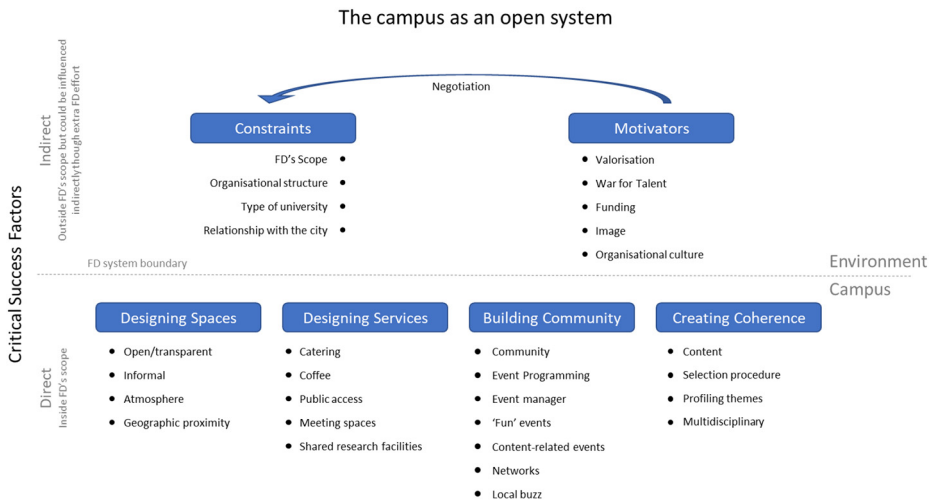 The campus as an open system
Critical Success Factors
Indirect
Outside FD's scope but could be influenced
indirectly though extra FD effort
Negotiation
Constraints
FD's Scope
Organisational structure
Type of university
Relationship with the city
Motivators
Valorisation
War for Talent
Funding
Image
Organisational culture
FD system boundary
Environment
Campus
Direct
Inside FD's scope
Designing Spaces
Open/transparent
Informal
Atmosphere
Geographic proximity
Designing Services
Catering
Coffee
Public access
Meeting spaces
Shared research facilities
Building Community
Community
Event Programming
Event manager
'Fun' events
Content-related events
Networks
Local buzz
Creating Coherence
Content
Selection procedure
Profiling themes
Multidisciplinary